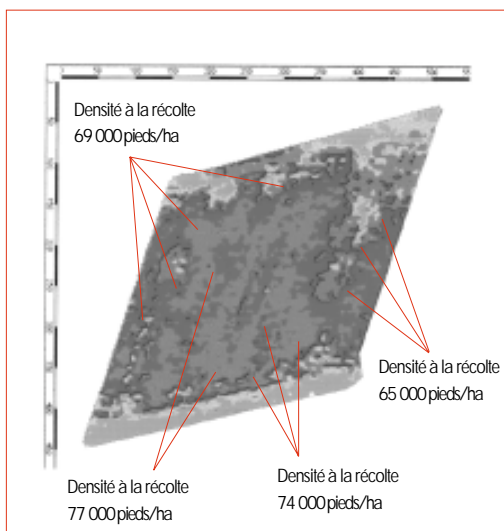 Densité à la récolte
69 000 pieds/ha
Densité à la récolte
65 000 pieds/ha
Densité à la récolte
77 000 pieds/ha
Densité à la récolte
74 000 pieds/ha